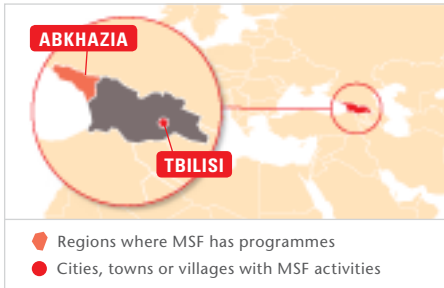 ABKHAZIA
TBILISI
Regions where MSF has programmes
Cities, towns or villages with MSF activities